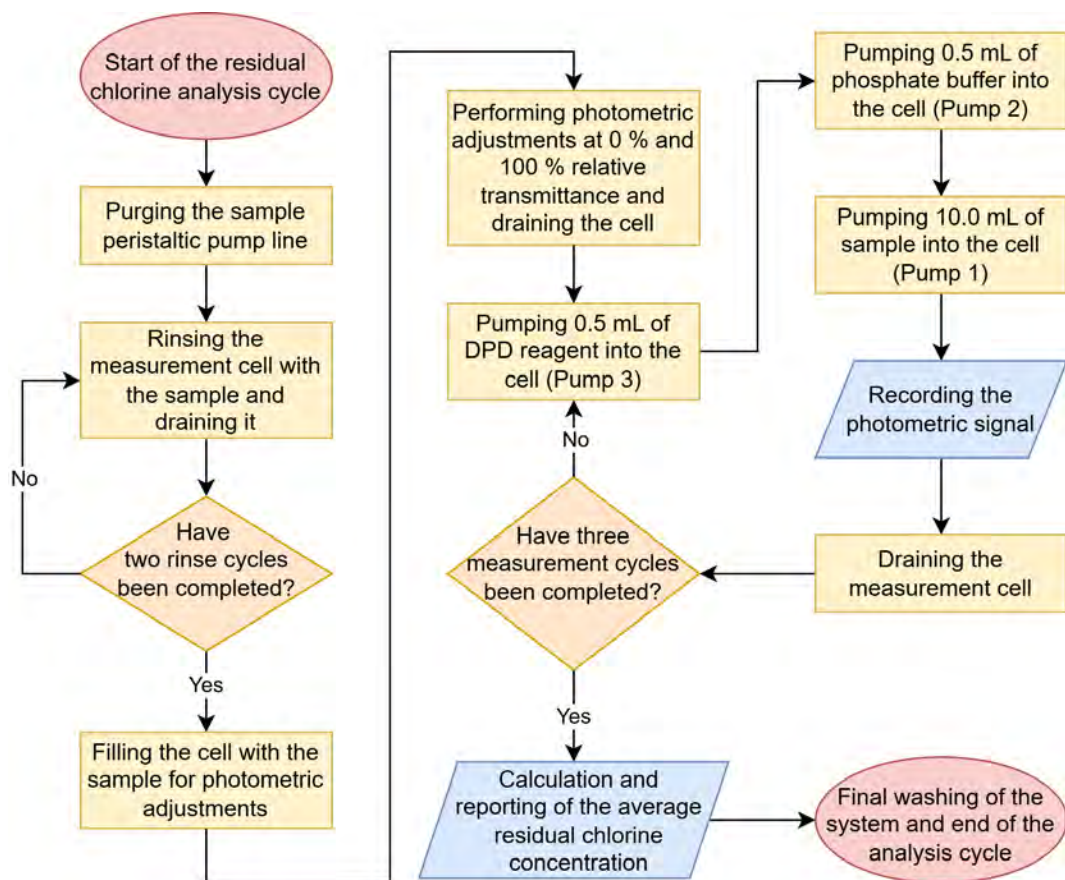 Start of the residual
chlorine analysis cycle
Purging the sample
peristaltic pump line
Rinsing the
measurement cell with
the sample and
draining it
No
Have
two rinse cycles
been completed?
Yes
Filling the cell with the
sample for photometric
adjustments
Performing photometric
adjustments at 0 % and
100 % relative
transmittance and
draining the cell
Pumping 0.5 mL of
DPD reagent into the
cell (Pump 3)
Pumping 0.5 mL of
phosphate buffer into
the cell (Pump 2)
Pumping 10.0 mL of
sample into the cell
(Pump 1)
Recording the
photometric signal
Draining the
measurement cell
No
Have three
measurement cycles
been completed?
Yes
Calculation and
reporting of the average
residual chlorine
concentration
Final washing of the
system and end of the
analysis cycle